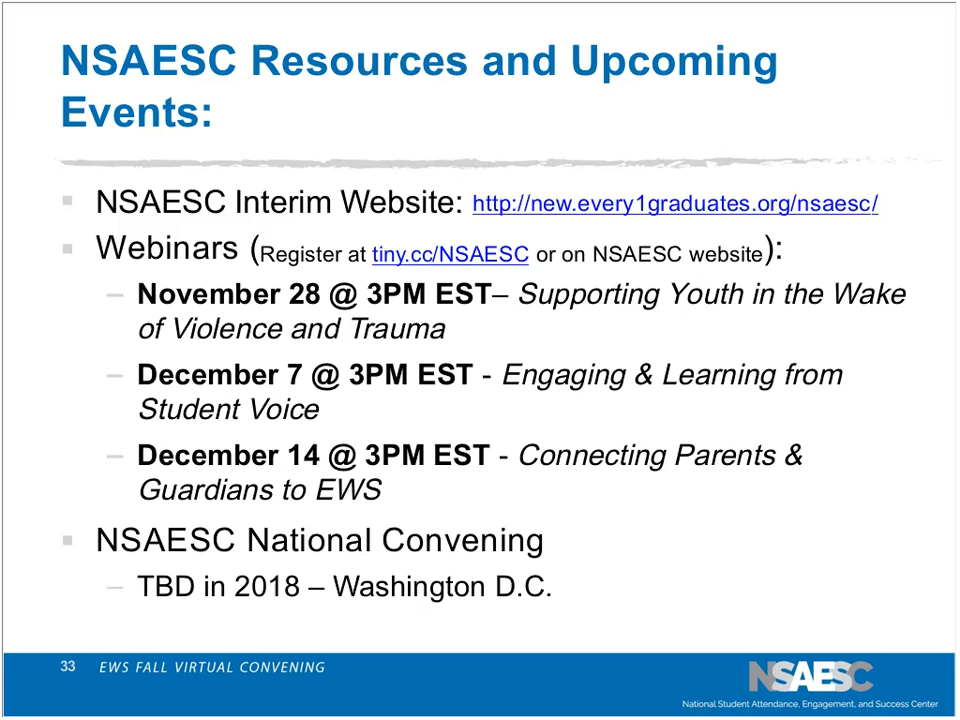 NSAESC Resources and Upcoming
Events:
NSAESC Interim Website: http://new.every1graduates.org/nsaesc/
Webinars (Register at tiny.cc/NSAESC or on NSAESC website):
– November 28 @ 3PM EST– Supporting Youth in the Wake
of Violence and Trauma
– December 7 @ 3PM EST - Engaging & Learning from
Student Voice
– December 14 @ 3PM EST - Connecting Parents &
Guardians to EWS
NSAESC National Convening
– TBD in 2018 – Washington D.C.
33 EWS FALL VIRTUAL CONVENING
NSAESC
National Student Attendance, Engagement, and Success Center